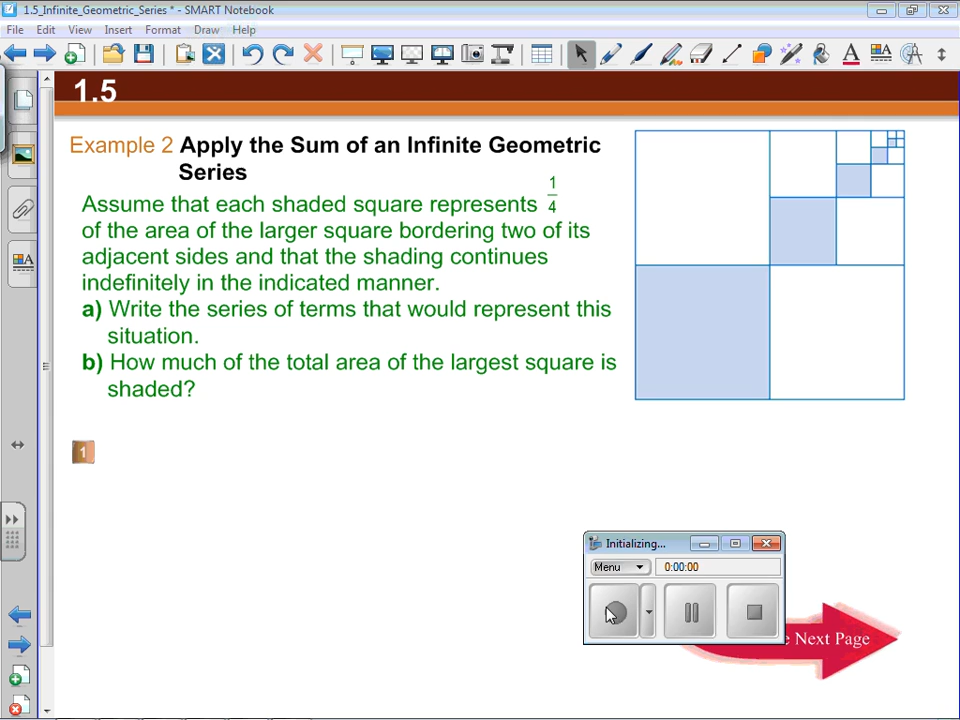 1.5_Infinite_Geometric_Series * - SMART Notebook
File Edit View Insert Format Draw Help
1.5
Example 2 Apply the Sum of an Infinite Geometric
Series
Assume that each shaded square represents 1/4
of the area of the larger square bordering two of its
adjacent sides and that the shading continues
indefinitely in the indicated manner.
a) Write the series of terms that would represent this
situation.
b) How much of the total area of the largest square is
shaded?
1
Initializing...
Menu 0:00:00
Next Page